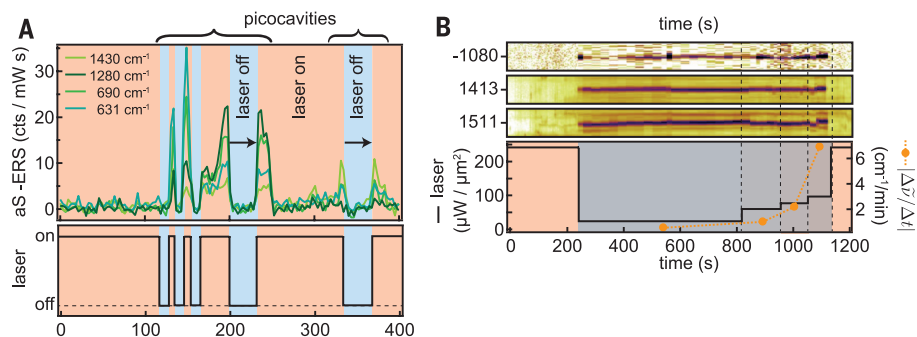 A
picocavities
aS -ERS (cts / mW s)
30
20
10
0
1430 cm⁻¹
1280 cm⁻¹
690 cm⁻¹
631 cm⁻¹
laser off
laser on
laser off
laser
on
off
0 100 200 300 400
B
time (s)
-1080
1413
1511
— laser
(μW / μm²)
200
150
100
50
0
6
4
2
(cm⁻¹/min)
|Δṽ / Δt|
0 200 400 600 800 1000 1200
time (s)